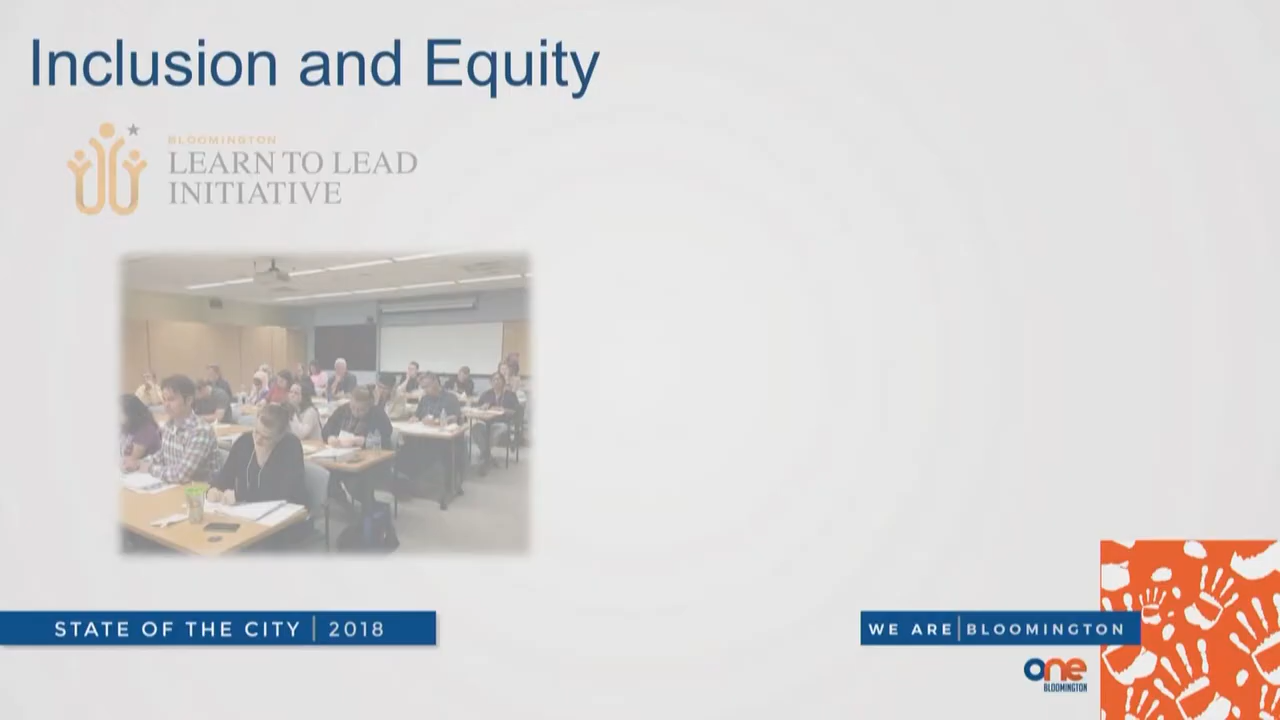 Inclusion and Equity
BLOOMINGTON
LEARN TO LEAD
INITIATIVE
STATE OF THE CITY | 2018
WE ARE | BLOOMINGTON
one
BLOOMINGTON